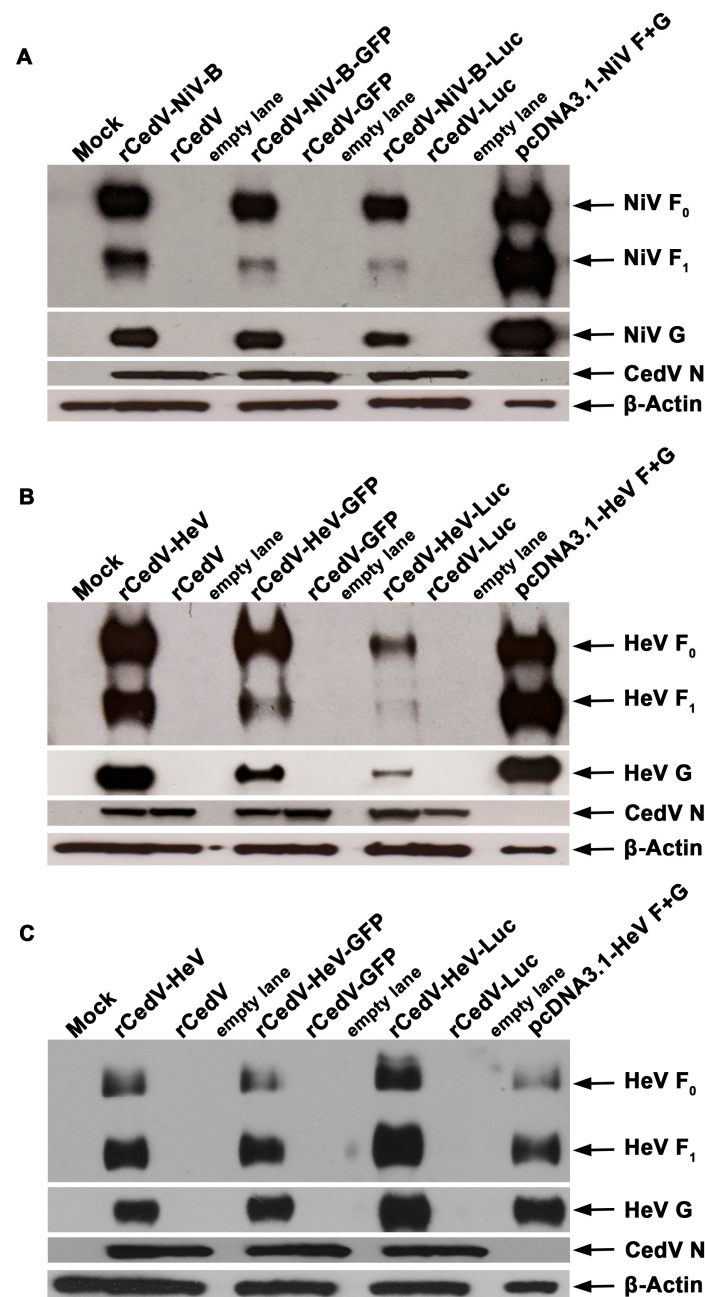 A
Mock
rCedV-NiV-B
rCedV
empty lane
rCedV-NiV-B-GFP
rCedV-GFP
empty lane
rCedV-NiV-B-Luc
rCedV-Luc
empty lane
pcDNA3.1-NiV F+G
NiV F₀
NiV F₁
NiV G
CedV N
β-Actin
B
Mock
rCedV-HeV
rCedV
empty lane
rCedV-HeV-GFP
rCedV-GFP
empty lane
rCedV-HeV-Luc
rCedV-Luc
empty lane
pcDNA3.1-HeV F+G
HeV F₀
HeV F₁
HeV G
CedV N
β-Actin
C
Mock
rCedV-HeV
rCedV
empty lane
rCedV-HeV-GFP
rCedV-GFP
empty lane
rCedV-HeV-Luc
rCedV-Luc
empty lane
pcDNA3.1-HeV F+G
HeV F₀
HeV F₁
HeV G
CedV N
β-Actin